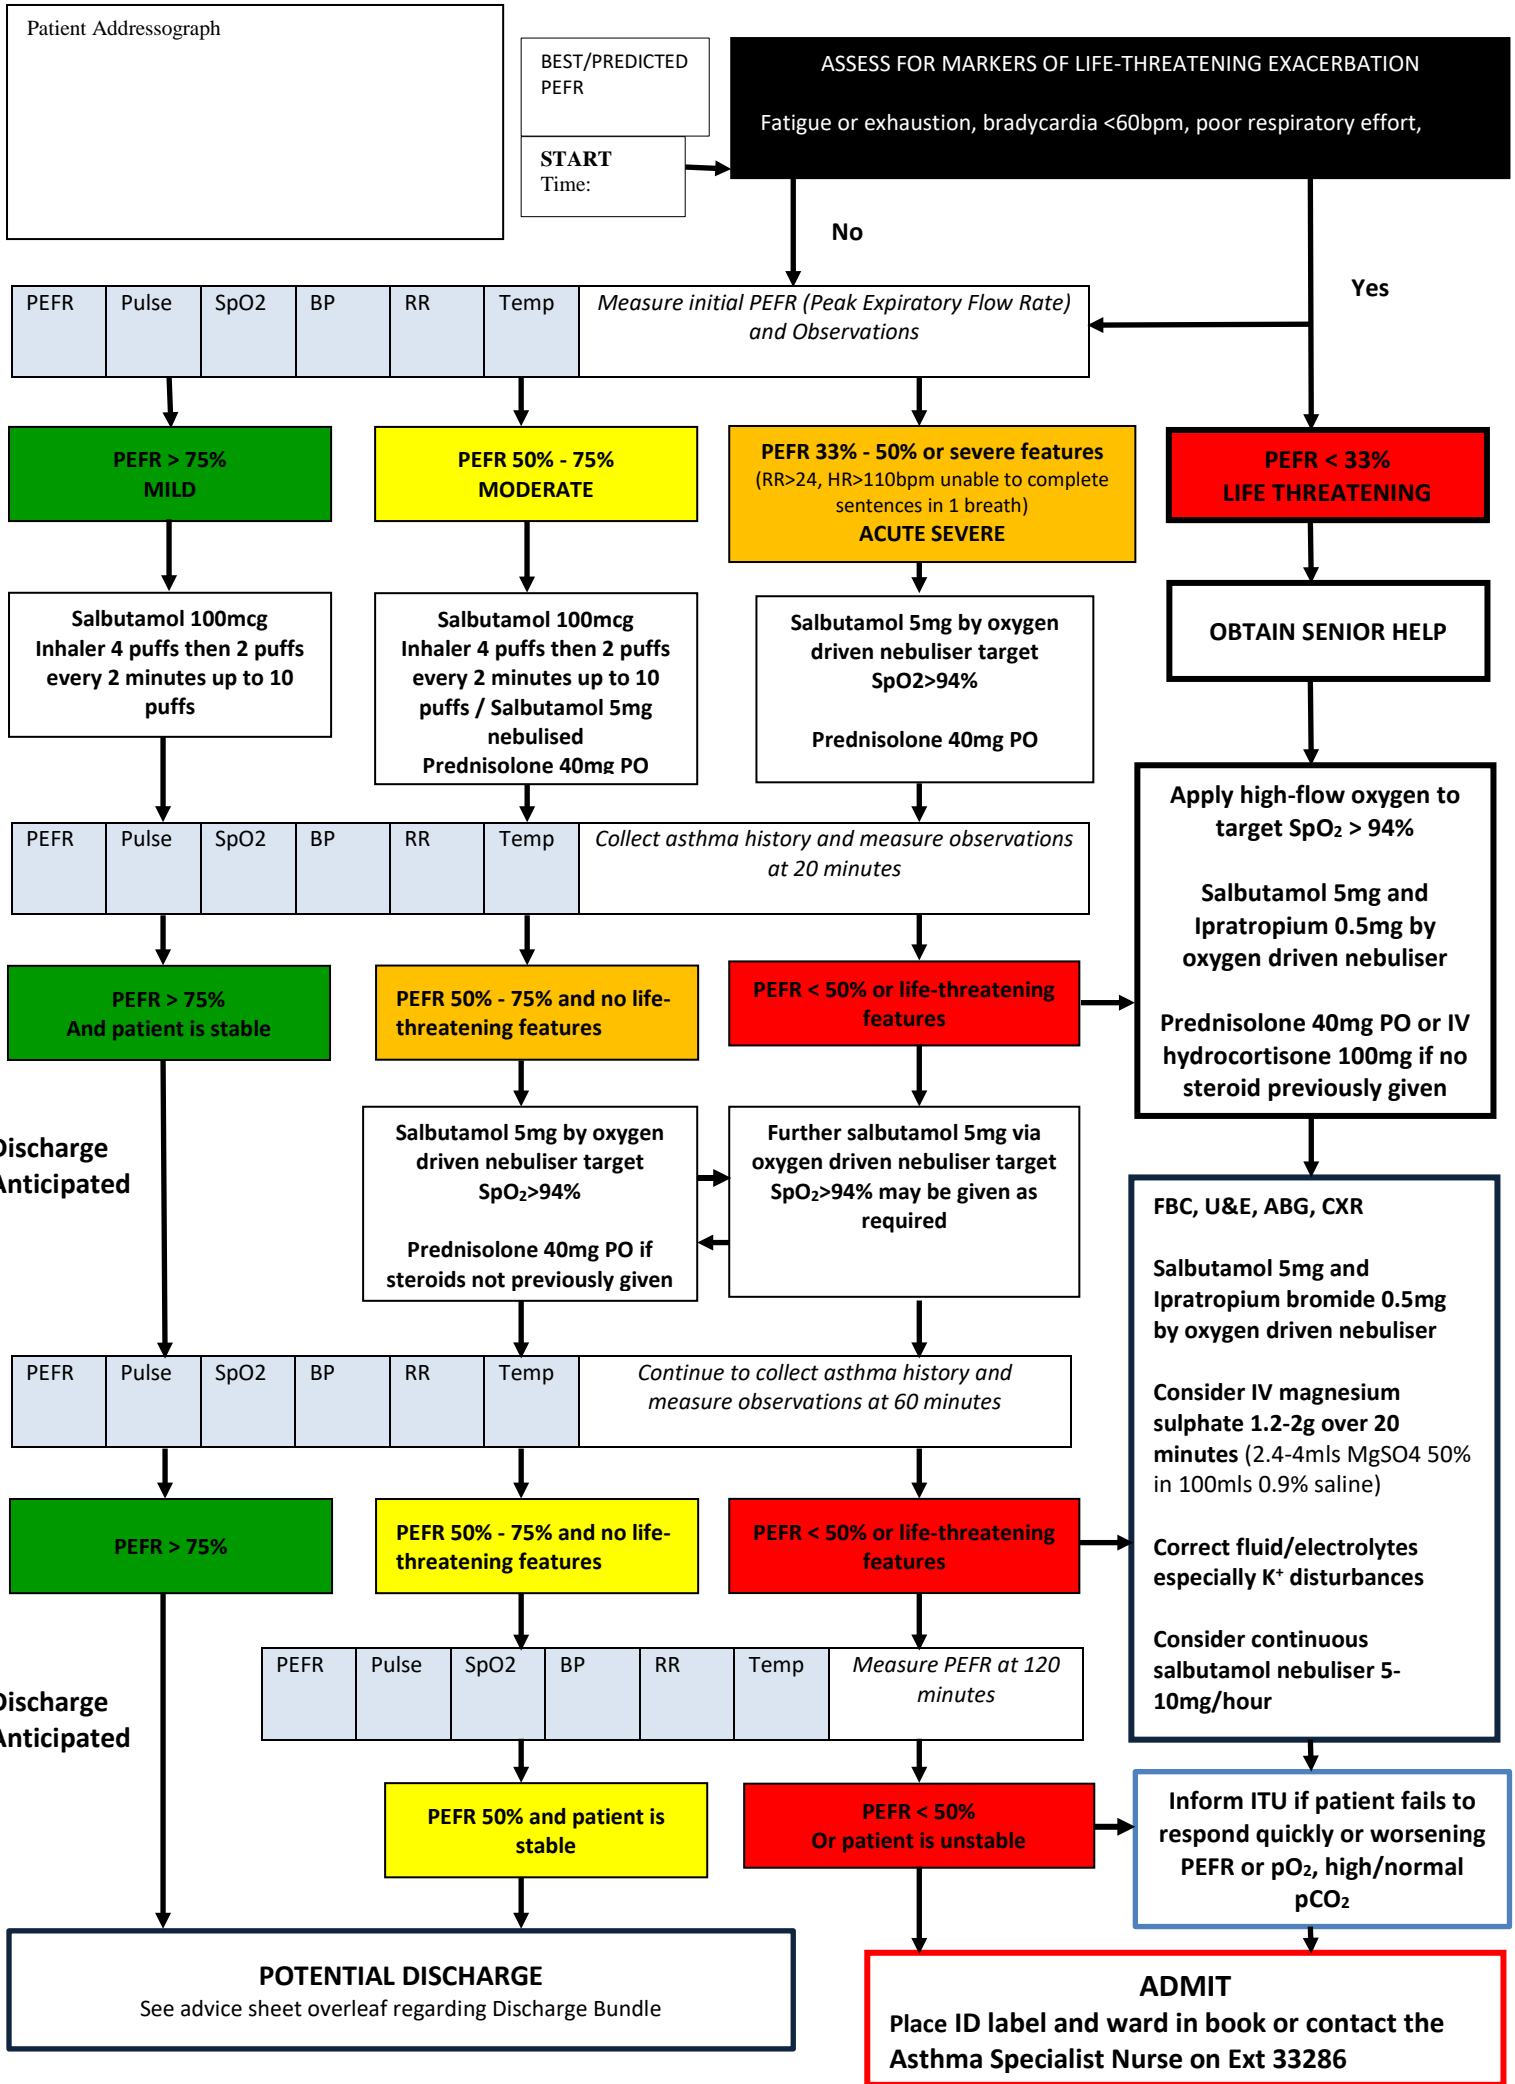 Patient Addressograph
BEST/PREDICTED
PEFR
START
Time:
ASSESS FOR MARKERS OF LIFE-THREATENING EXACERBATION
Fatigue or exhaustion, bradycardia <60bpm, poor respiratory effort,
No
Yes
PEFR
Pulse
SpO2
BP
RR
Temp
Measure initial PEFR (Peak Expiratory Flow Rate)
and Observations
PEFR > 75%
MILD
PEFR 50% - 75%
MODERATE
PEFR 33% - 50% or severe features
(RR>24, HR>110bpm unable to complete
sentences in 1 breath)
ACUTE SEVERE
PEFR < 33%
LIFE THREATENING
Salbutamol 100mcg
Inhaler 4 puffs then 2 puffs
every 2 minutes up to 10
puffs
Salbutamol 100mcg
Inhaler 4 puffs then 2 puffs
every 2 minutes up to 10
puffs / Salbutamol 5mg
nebulised
Prednisolone 40mg PO
Salbutamol 5mg by oxygen
driven nebuliser target
SpO2>94%
Prednisolone 40mg PO
OBTAIN SENIOR HELP
Apply high-flow oxygen to
target SpO₂ > 94%
Salbutamol 5mg and
Ipratropium 0.5mg by
oxygen driven nebuliser
Prednisolone 40mg PO or IV
hydrocortisone 100mg if no
steroid previously given
PEFR
Pulse
SpO2
BP
RR
Temp
Collect asthma history and measure observations
at 20 minutes
PEFR > 75%
And patient is stable
PEFR 50% - 75% and no life-
threatening features
PEFR < 50% or life-threatening
features
Discharge
Anticipated
Salbutamol 5mg by oxygen
driven nebuliser target
SpO₂>94%
Prednisolone 40mg PO if
steroids not previously given
Further salbutamol 5mg via
oxygen driven nebuliser target
SpO₂>94% may be given as
required
FBC, U&E, ABG, CXR
Salbutamol 5mg and
Ipratropium bromide 0.5mg
by oxygen driven nebuliser
Consider IV magnesium
sulphate 1.2-2g over 20
minutes (2.4-4mls MgSO4 50%
in 100mls 0.9% saline)
Correct fluid/electrolytes
especially K⁺ disturbances
Consider continuous
salbutamol nebuliser 5-
10mg/hour
PEFR
Pulse
SpO2
BP
RR
Temp
Continue to collect asthma history and
measure observations at 60 minutes
PEFR > 75%
PEFR 50% - 75% and no life-
threatening features
PEFR < 50% or life-threatening
features
Discharge
Anticipated
PEFR
Pulse
SpO2
BP
RR
Temp
Measure PEFR at 120
minutes
PEFR 50% and patient is
stable
PEFR < 50%
Or patient is unstable
Inform ITU if patient fails to
respond quickly or worsening
PEFR or pO₂, high/normal
pCO₂
POTENTIAL DISCHARGE
See advice sheet overleaf regarding Discharge Bundle
ADMIT
Place ID label and ward in book or contact the
Asthma Specialist Nurse on Ext 33286